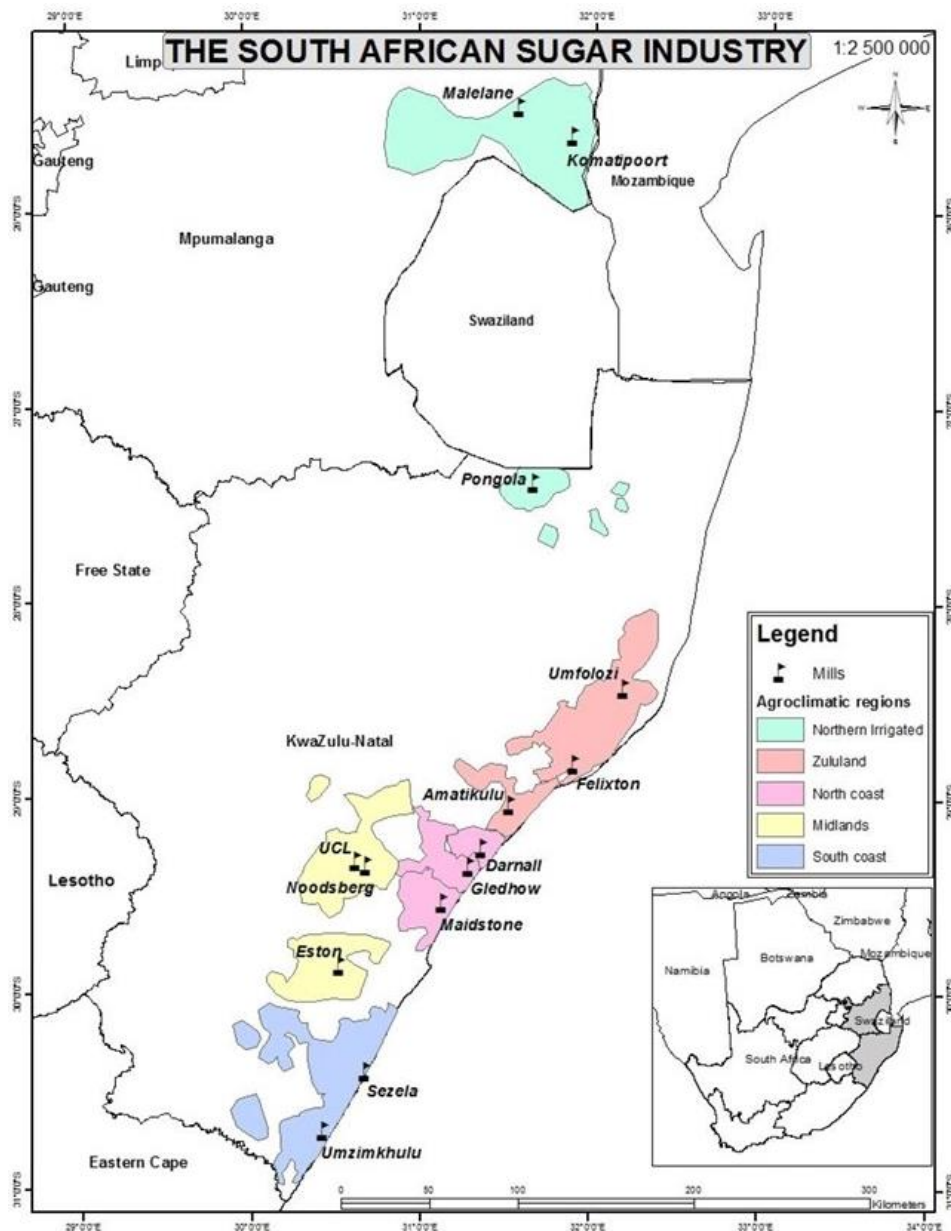 29°0'0"E 30°0'0"E 31°0'0"E 32°0'0"E 33°0'0"E
THE SOUTH AFRICAN SUGAR INDUSTRY
1:2 500 000
Limp
N
W E
S
Malelane
Komatipoort
Mozambique
Gauteng
Mpumalanga
Gauteng
Swaziland
Pongola
Free State
Umfolozi
KwaZulu-Natal
Felixton
Amatikulu
UCL
Darnall
Noodsberg
Gledhow
Lesotho
Maidstone
Eston
Sezela
Umzimkhulu
Eastern Cape
Legend
Mills
Agroclimatic regions
Northern Irrigated
Zululand
North coast
Midlands
South coast
Angola
Zambia
Zimbabwe
Mozambique
Botswana
Namibia
Swaziland
South Africa
Lesotho
0 50 100 200 300
Kilometers
29°0'0"E 30°0'0"E 31°0'0"E 32°0'0"E 33°0'0"E 34°0'0"E